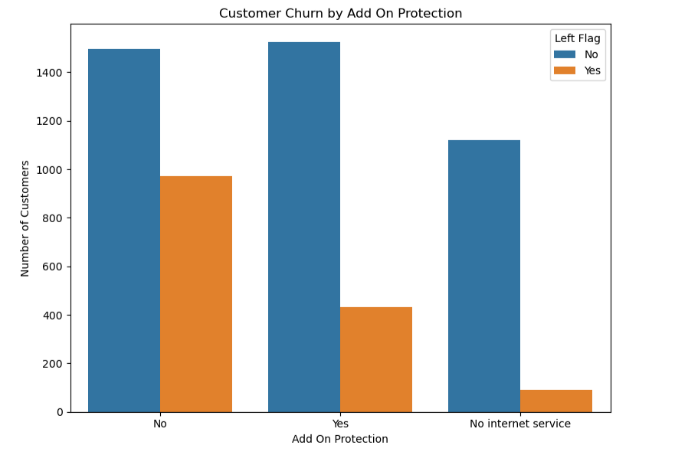 Customer Churn by Add On Protection
Left Flag
No
Yes
Number of Customers
1400
1200
1000
800
600
400
200
0
No
Yes
No internet service
Add On Protection